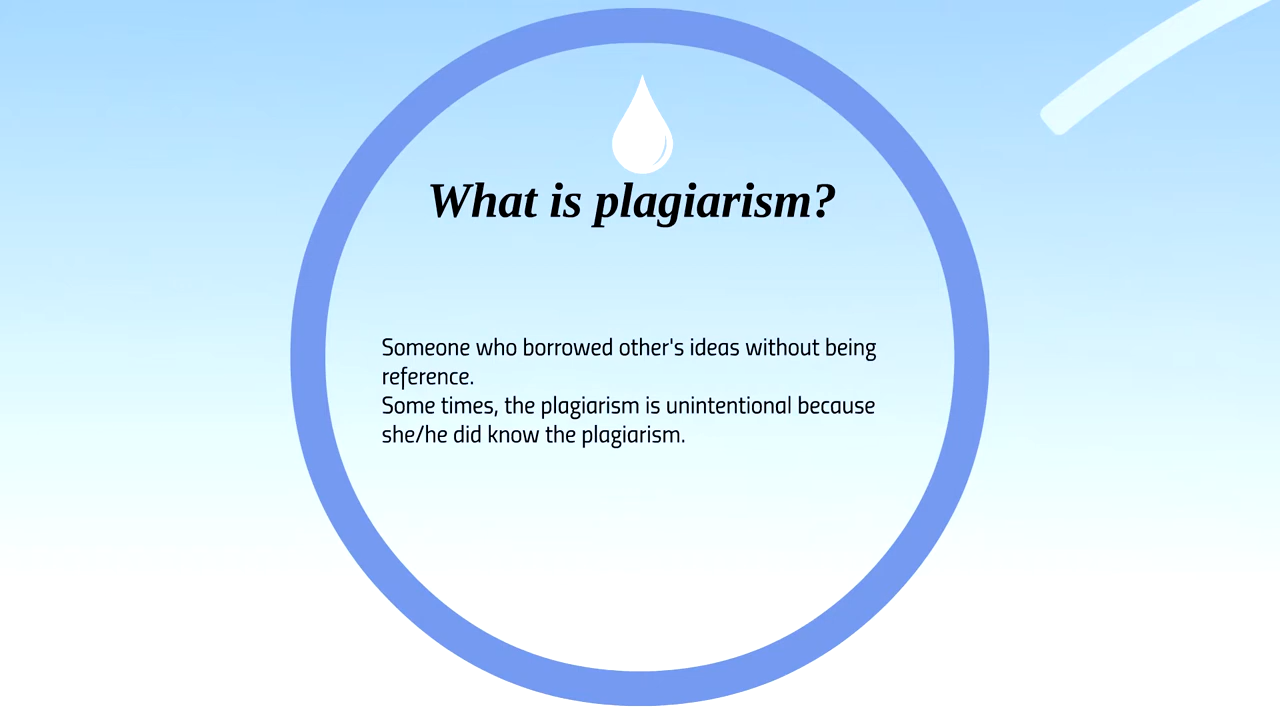 What is plagiarism?
Someone who borrowed other's ideas without being
reference.
Some times, the plagiarism is unintentional because
she/he did know the plagiarism.